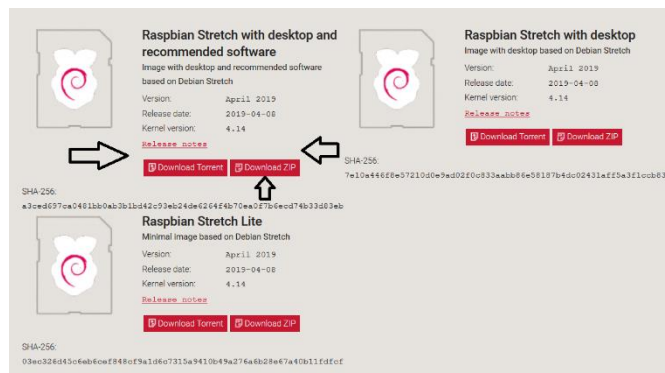 Raspbian Stretch with desktop and
recommended software
Image with desktop and recommended software
based on Debian Stretch
Version: April 2019
Release date: 2019-04-08
Kernel version: 4.14
Release notes
Download Torrent Download ZIP
SHA-256:
Raspbian Stretch with desktop
Image with desktop based on Debian Stretch
Version: April 2019
Release date: 2019-04-08
Kernel version: 4.14
Release notes
Download Torrent Download ZIP
SHA-256:
Raspbian Stretch Lite
Minimal image based on Debian Stretch
Version: April 2019
Release date: 2019-04-08
Kernel version: 4.14
Release notes
Download Torrent Download ZIP
SHA-256: